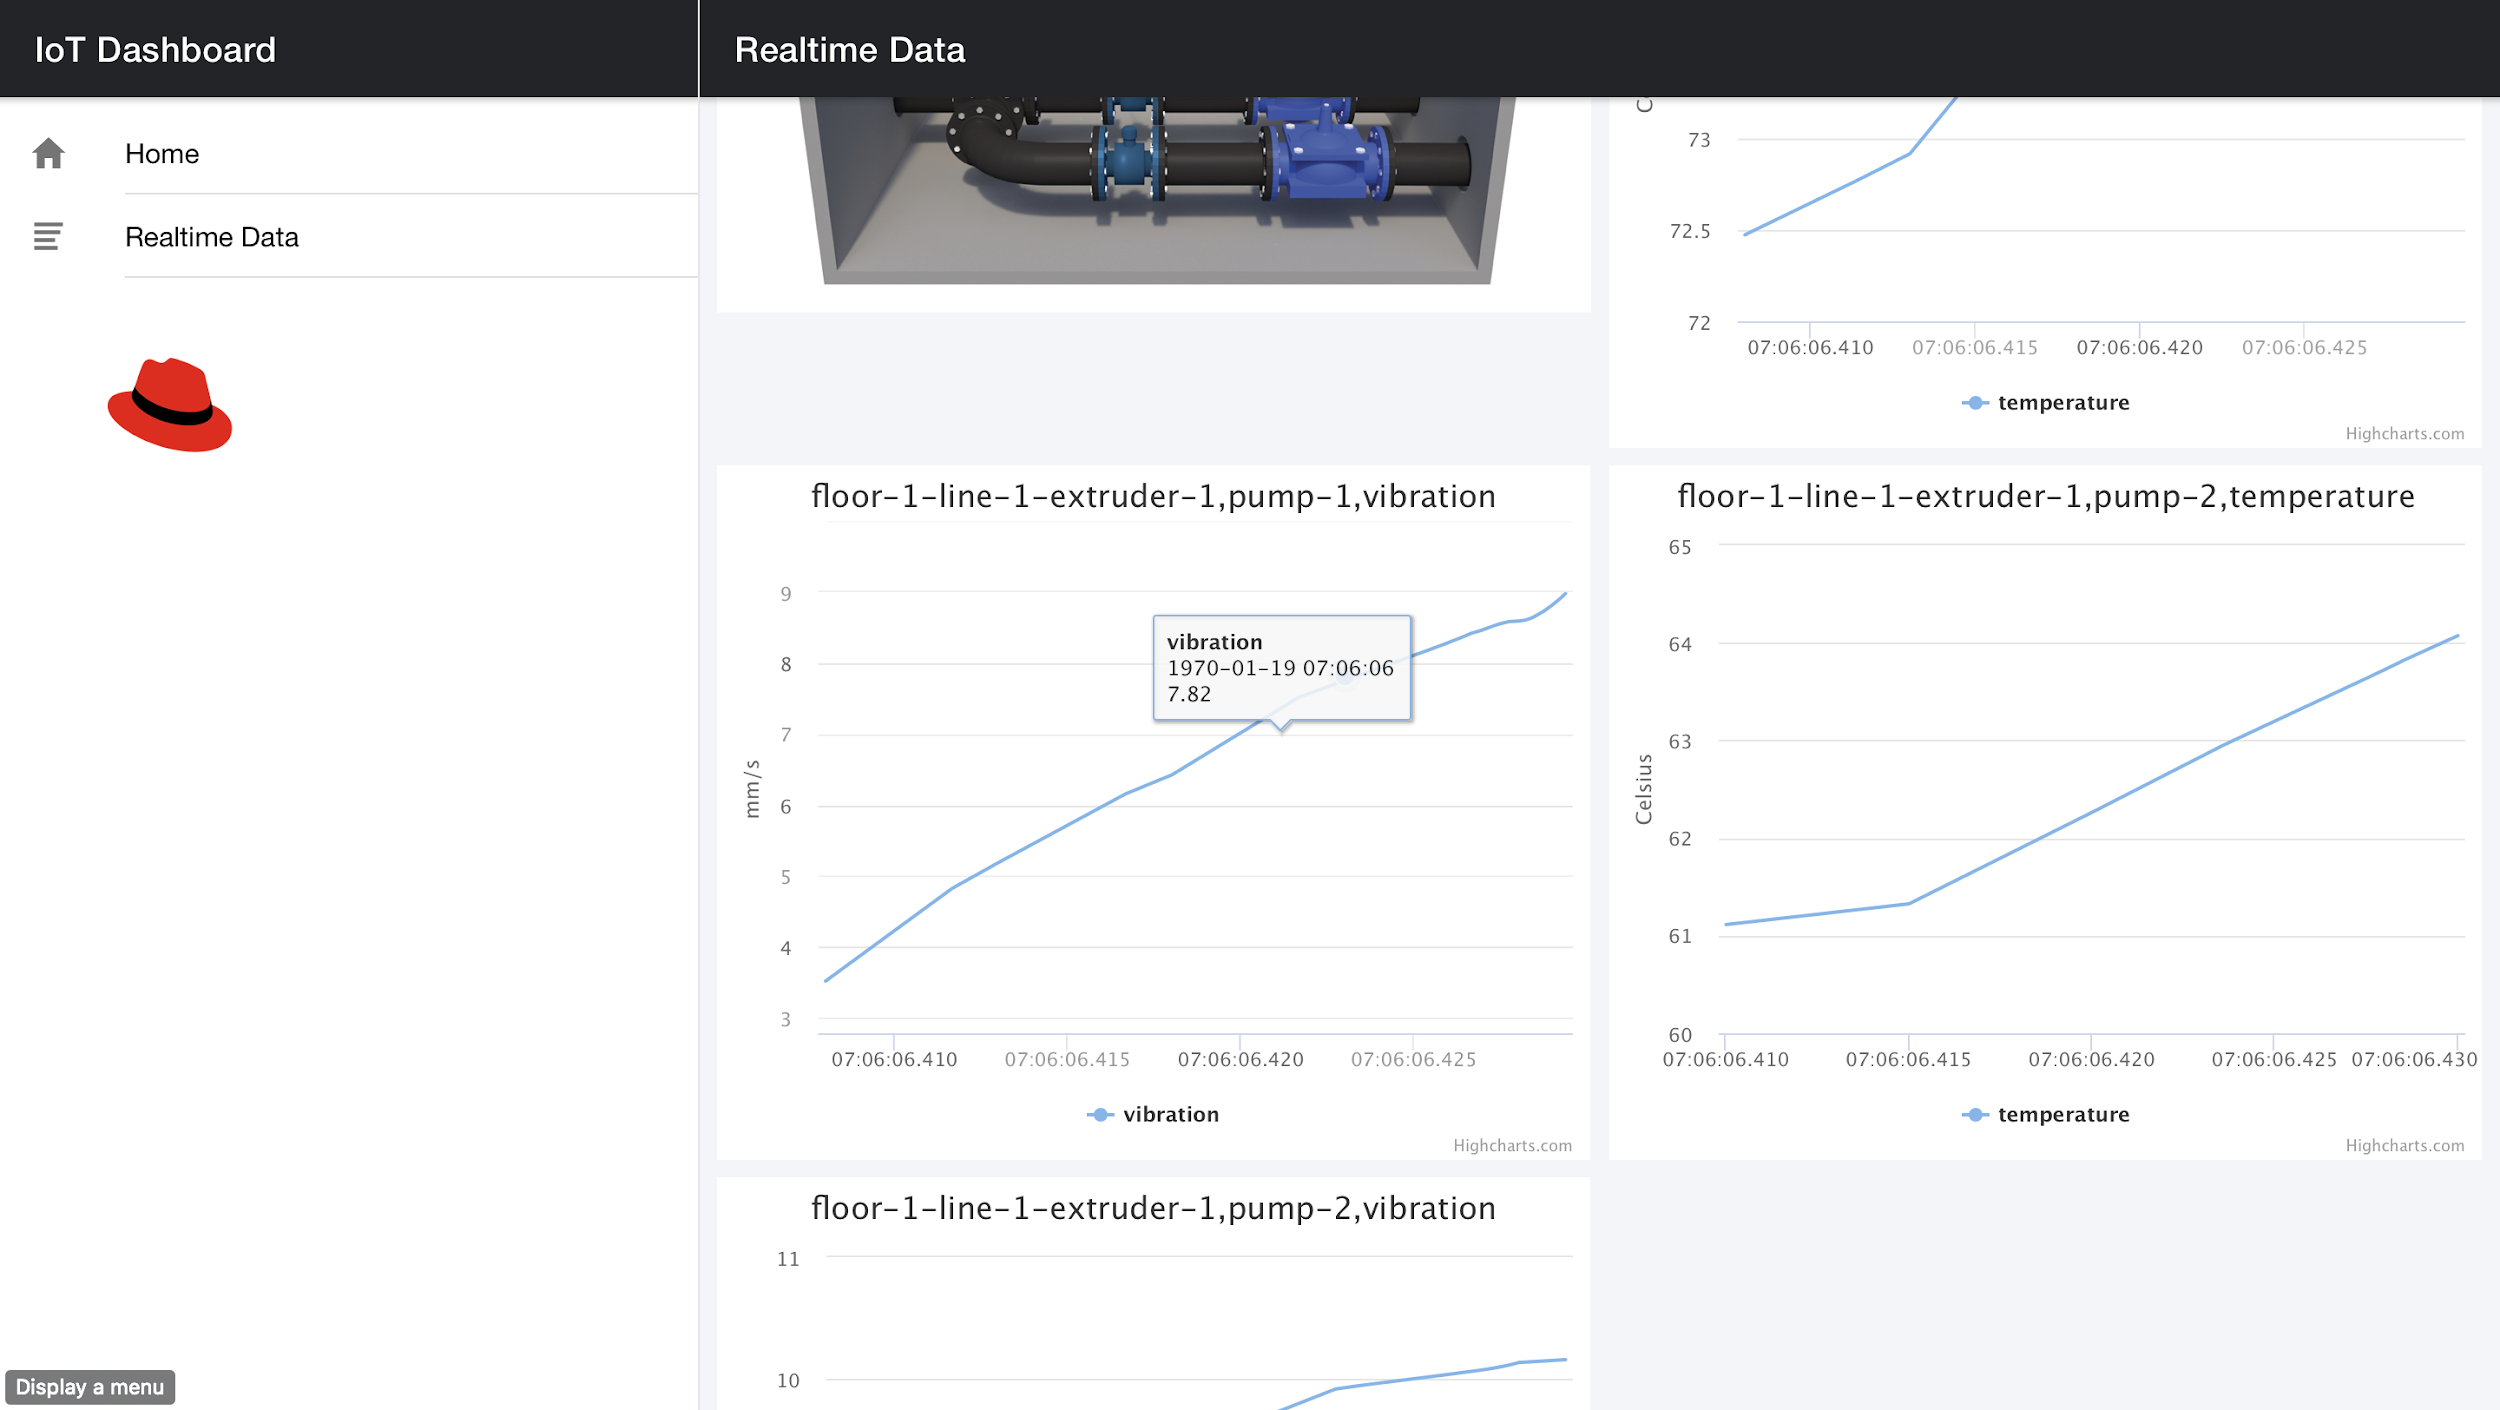 IoT Dashboard
Realtime Data
Home
Realtime Data
73
72.5
72
07:06:06.410 07:06:06.415 07:06:06.420 07:06:06.425
temperature
Highcharts.com
floor-1-line-1-extruder-1,pump-1,vibration
9
8
7
6
5
4
3
mm/s
vibration
1970-01-19 07:06:06
7.82
07:06:06.410 07:06:06.415 07:06:06.420 07:06:06.425
vibration
Highcharts.com
floor-1-line-1-extruder-1,pump-2,temperature
65
64
63
62
61
60
Celsius
07:06:06.410 07:06:06.415 07:06:06.420 07:06:06.425 07:06:06.430
temperature
Highcharts.com
floor-1-line-1-extruder-1,pump-2,vibration
11
10
Display a menu